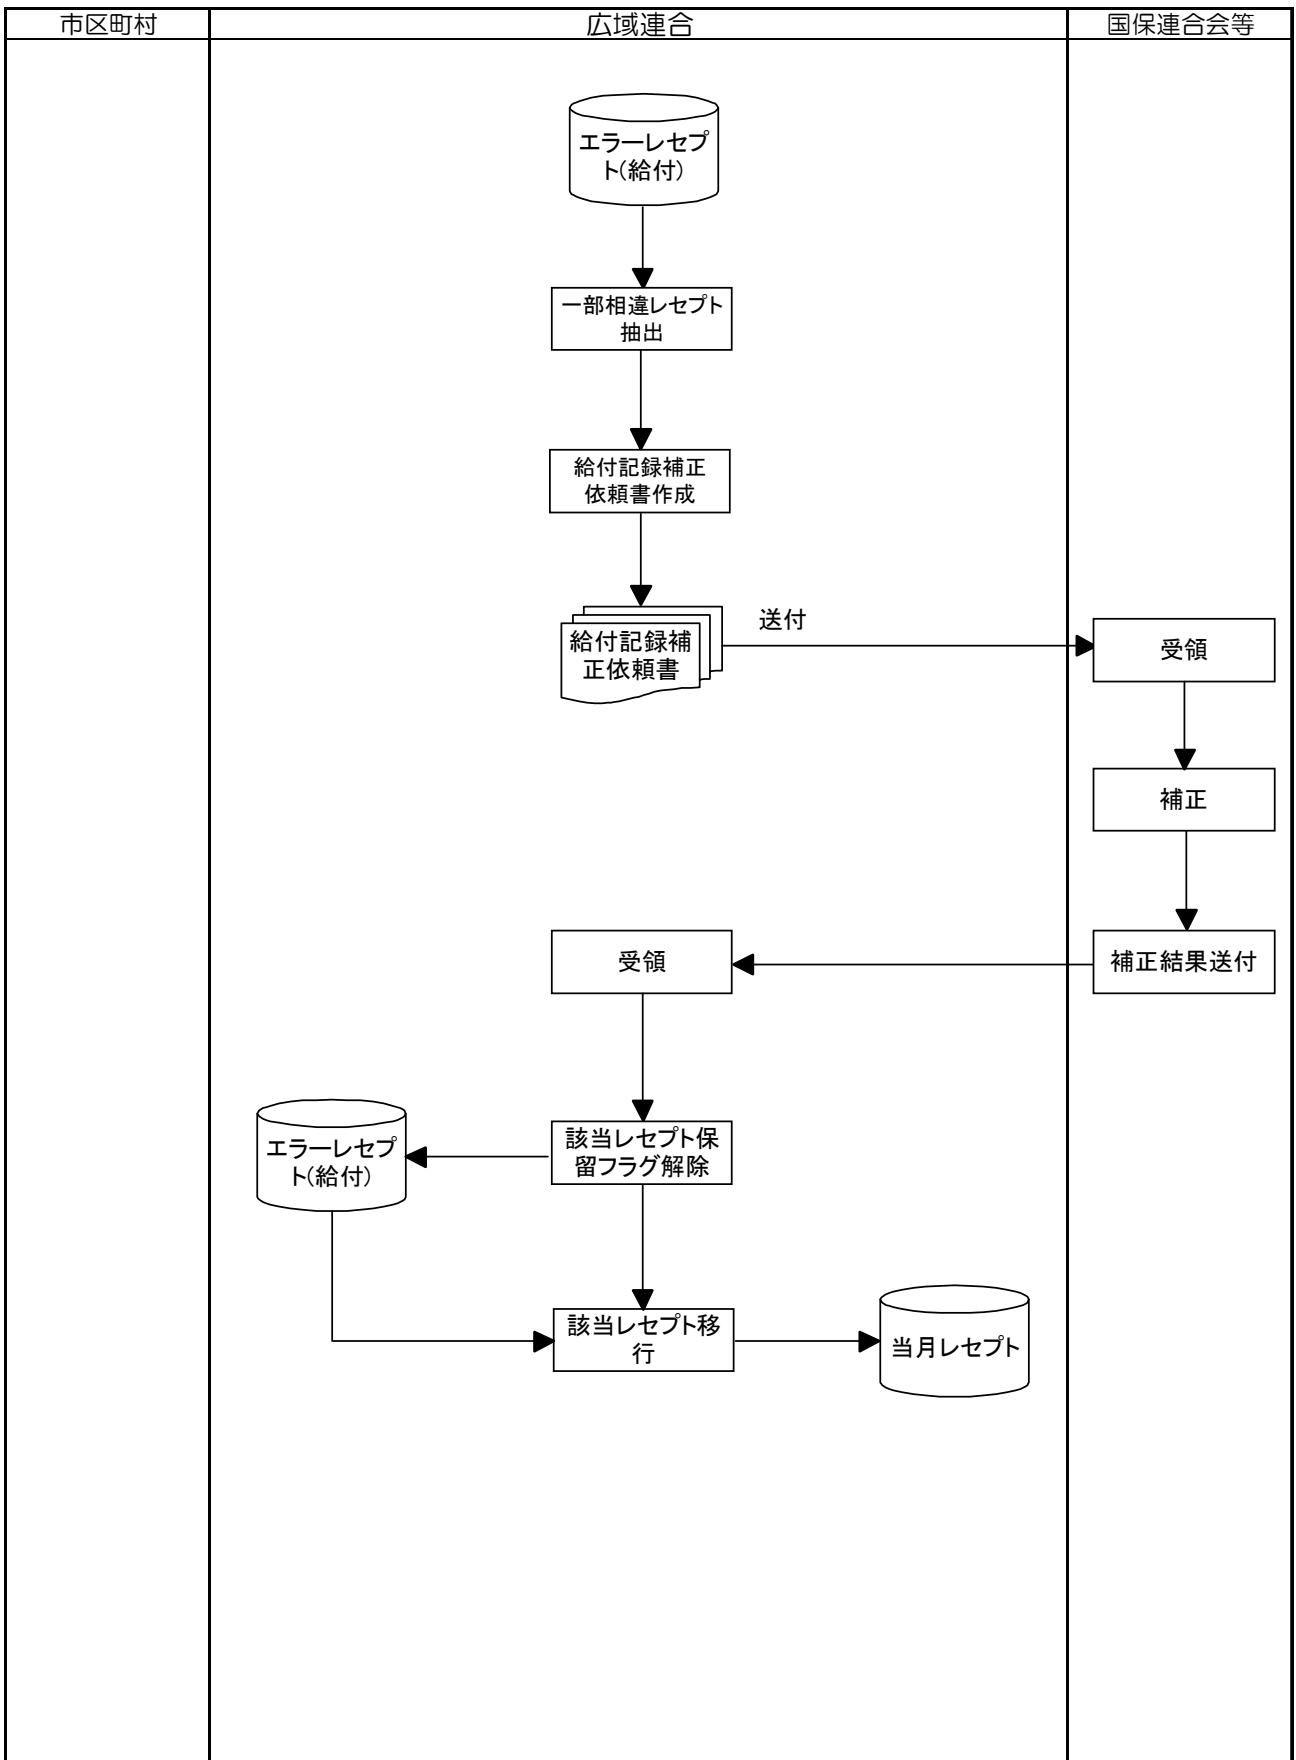 市区町村
広域連合
国保連合会等
エラーレセプ
ト(給付)
一部相違レセプト
抽出
給付記録補正
依頼書作成
給付記録補
正依頼書
送付
受領
補正
補正結果送付
受領
該当レセプト保
留フラグ解除
エラーレセプ
ト(給付)
該当レセプト移
行
当月レセプト